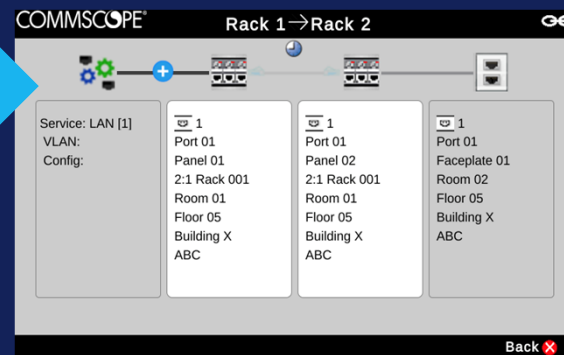 COMMSCOPE®
Rack 1→Rack 2
Service: LAN [1]
VLAN:
Config:
1
Port 01
Panel 01
2:1 Rack 001
Room 01
Floor 05
Building X
ABC
1
Port 01
Panel 02
2:1 Rack 001
Room 01
Floor 05
Building X
ABC
1
Port 01
Faceplate 01
Room 02
Floor 05
Building X
ABC
Back